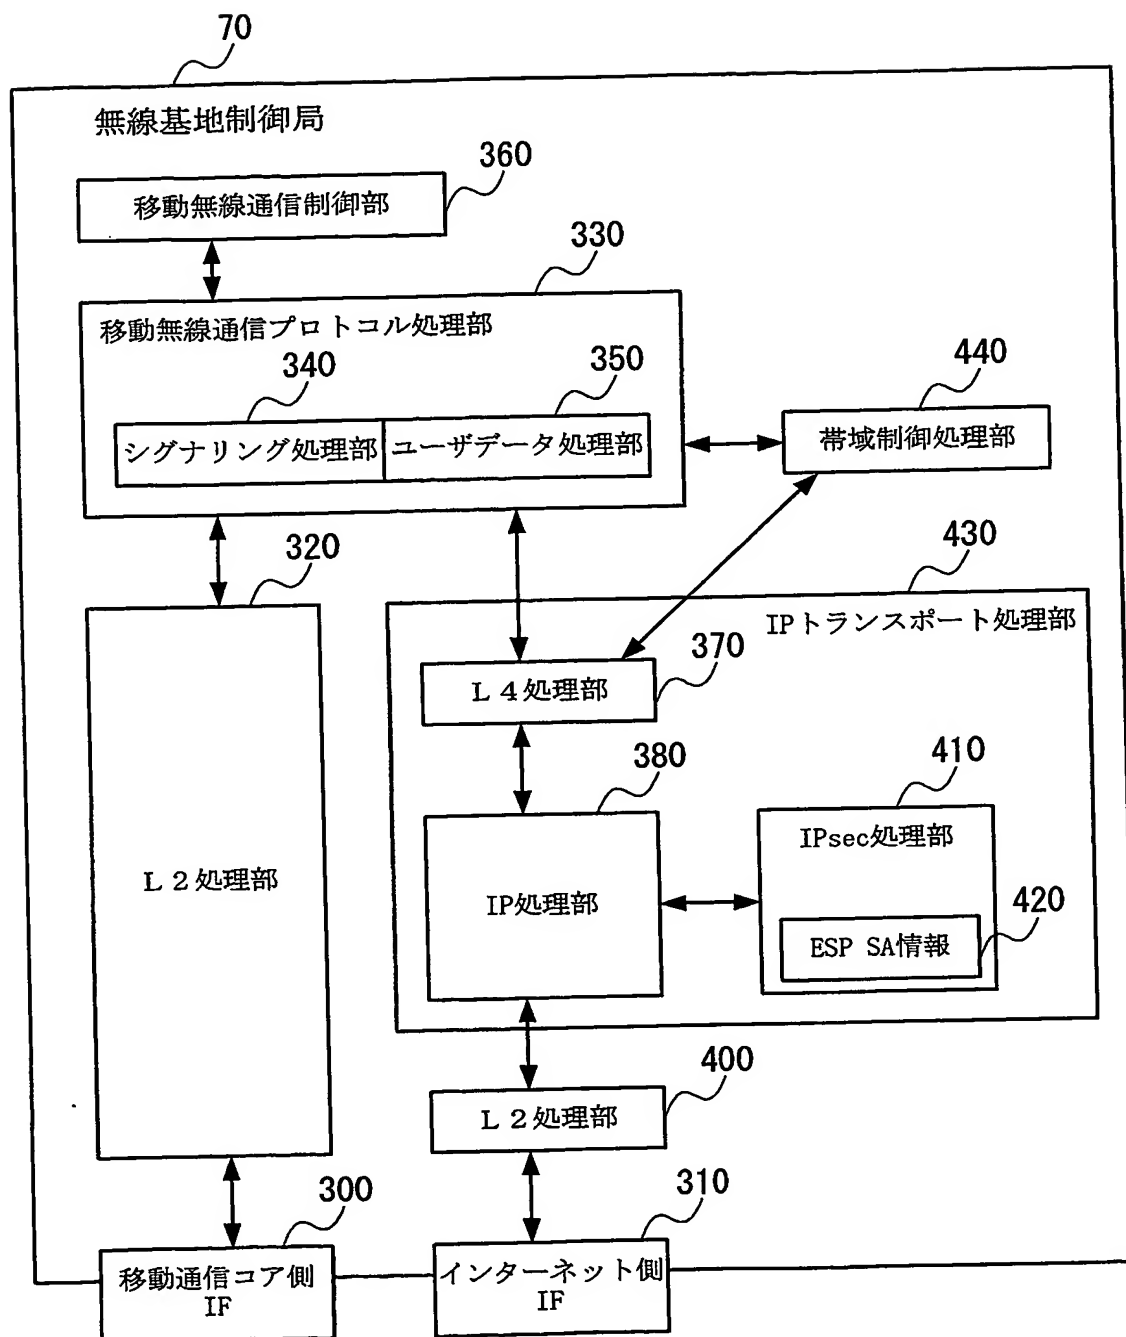 70
無線基地制御局
360
移動無線通信制御部
330
移動無線通信プロトコル処理部
340
350
440
シグナリング処理部
ユーザデータ処理部
帯域制御処理部
320
430
IPトランスポート処理部
370
L4処理部
380
410
IPsec処理部
L2処理部
IP処理部
420
ESP SA情報
400
L2処理部
300
310
移動通信コア側
IF
インターネット側
IF